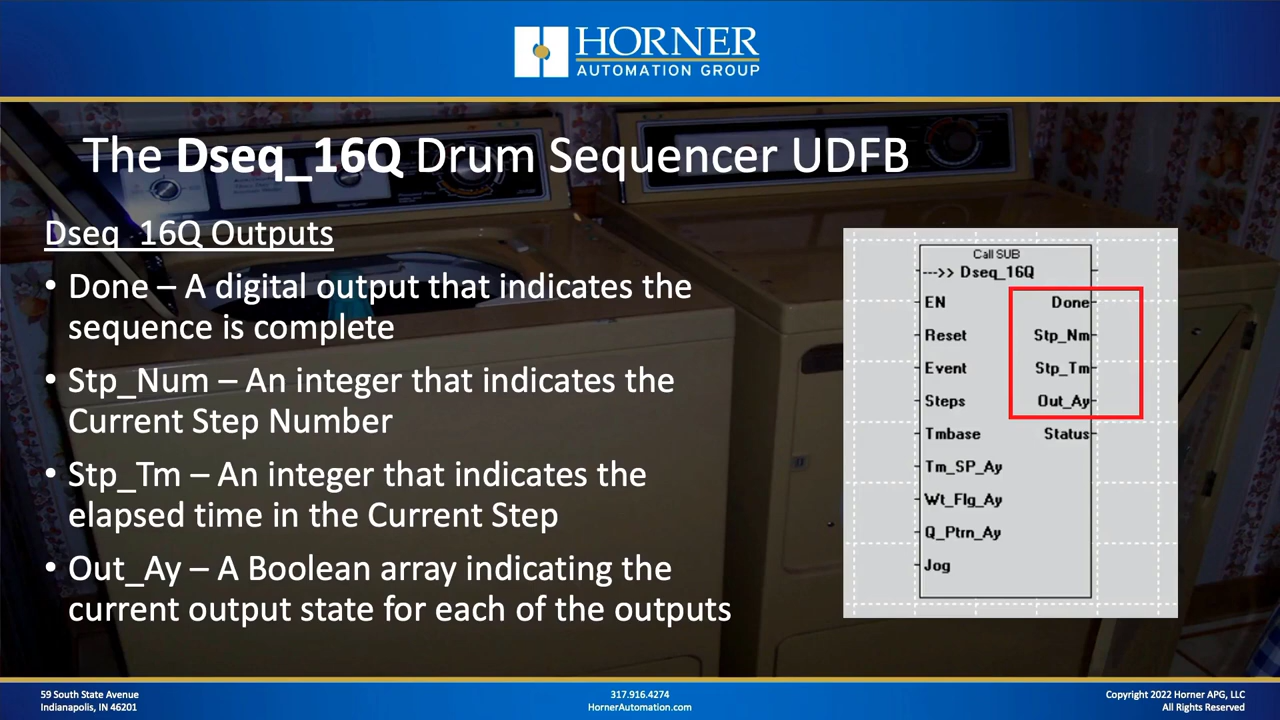 HORNER
AUTOMATION GROUP
The Dseq_16Q Drum Sequencer UDFB
Dseq_16Q Outputs
• Done – A digital output that indicates the
sequence is complete
• Stp_Num – An integer that indicates the
Current Step Number
• Stp_Tm – An integer that indicates the
elapsed time in the Current Step
• Out_Ay – A Boolean array indicating the
current output state for each of the outputs
Call SUB
--->> Dseq_16Q
EN Done
Reset Stp_Nm
Event Stp_Tm
Steps Out_Ay
Tmbase Status
Tm_SP_Ay
Wt_Flg_Ay
Q_Ptrn_Ay
Jog
59 South State Avenue
Indianapolis, IN 46201
317.916.4274
HornerAutomation.com
Copyright 2022 Horner APG, LLC
All Rights Reserved